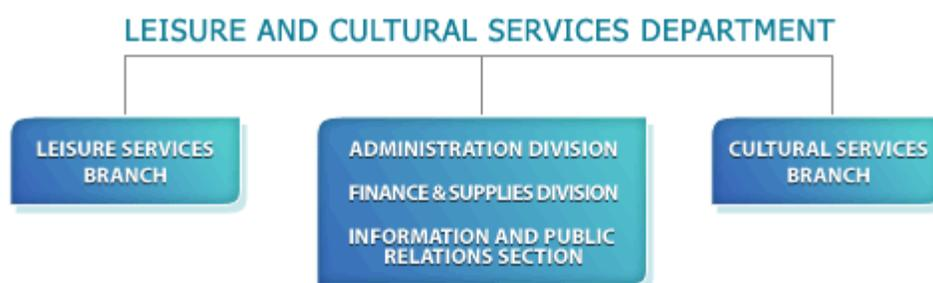 LEISURE AND CULTURAL SERVICES DEPARTMENT
LEISURE SERVICES
BRANCH
ADMINISTRATION DIVISION
FINANCE & SUPPLIES DIVISION
INFORMATION AND PUBLIC
RELATIONS SECTION
CULTURAL SERVICES
BRANCH